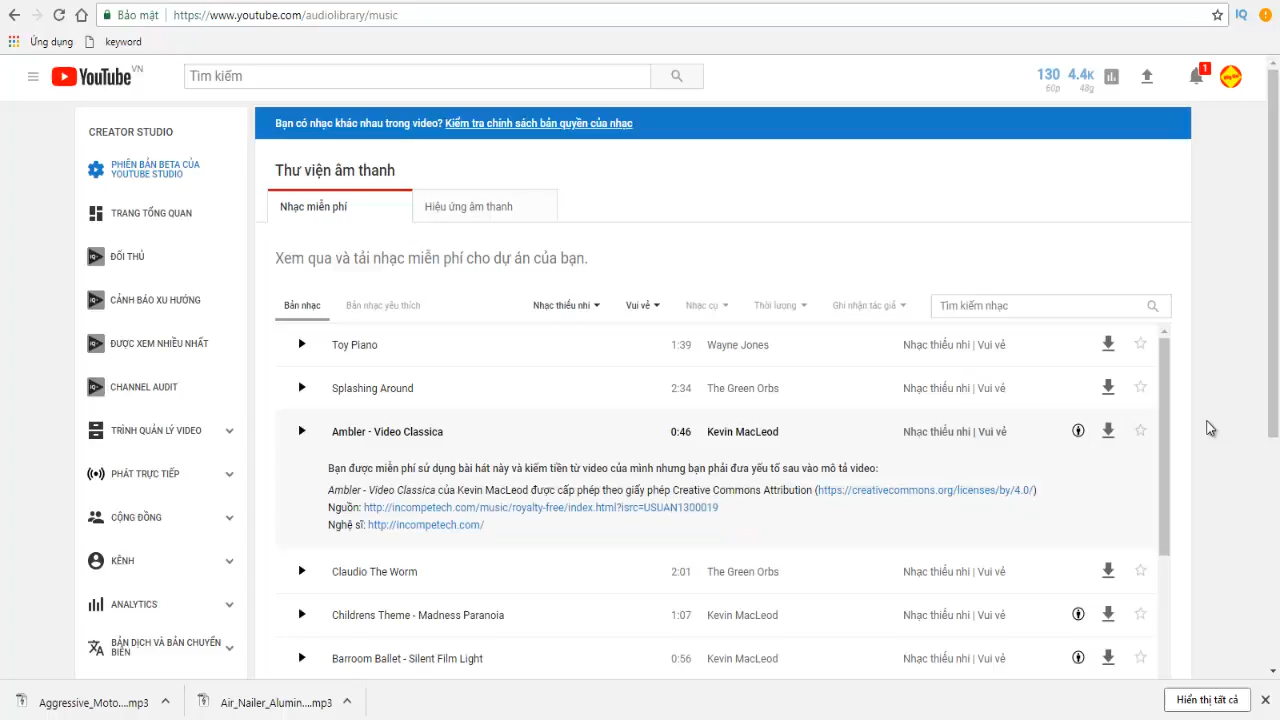 Bảo mật | https://www.youtube.com/audiolibrary/music
IQ
Ứng dụng keyword
YouTube VN Tìm kiếm 130 4.4K 1
60p 48g
CREATOR STUDIO
PHIÊN BẢN BETA CỦA
YOUTUBE STUDIO
TRANG TỔNG QUAN
ĐỐI THỦ
CẢNH BÁO XU HƯỚNG
ĐƯỢC XEM NHIỀU NHẤT
CHANNEL AUDIT
TRÌNH QUẢN LÝ VIDEO
PHÁT TRỰC TIẾP
CỘNG ĐỒNG
KÊNH
ANALYTICS
BẢN DỊCH VÀ BẢN CHUYỂN
BIÊN
Bạn có nhạc khác nhau trong video? Kiểm tra chính sách bản quyền của nhạc
Thư viện âm thanh
Nhạc miễn phí Hiệu ứng âm thanh
Xem qua và tải nhạc miễn phí cho dự án của bạn.
Bản nhạc Bản nhạc yêu thích Nhạc thiếu nhi Vui vẻ Nhạc cụ Thời lượng Ghi nhận tác giả Tìm kiếm nhạc
Toy Piano 1:39 Wayne Jones Nhạc thiếu nhi | Vui vẻ
Splashing Around 2:34 The Green Orbs Nhạc thiếu nhi | Vui vẻ
Ambler - Video Classica 0:46 Kevin MacLeod Nhạc thiếu nhi | Vui vẻ
Bạn được miễn phí sử dụng bài hát này và kiếm tiền từ video của mình nhưng bạn phải đưa yếu tố sau vào mô tả video:
Ambler - Video Classica của Kevin MacLeod được cấp phép theo giấy phép Creative Commons Attribution (https://creativecommons.org/licenses/by/4.0/)
Nguồn: http://incompetech.com/music/royalty-free/index.html?isrc=USUAN1300019
Nghệ sĩ: http://incompetech.com/
Claudio The Worm 2:01 The Green Orbs Nhạc thiếu nhi | Vui vẻ
Childrens Theme - Madness Paranoia 1:07 Kevin MacLeod Nhạc thiếu nhi | Vui vẻ
Barroom Ballet - Silent Film Light 0:56 Kevin MacLeod Nhạc thiếu nhi | Vui vẻ
Aggressive_Moto....mp3 Air_Nailer_Alumin....mp3 Hiển thị tất cả